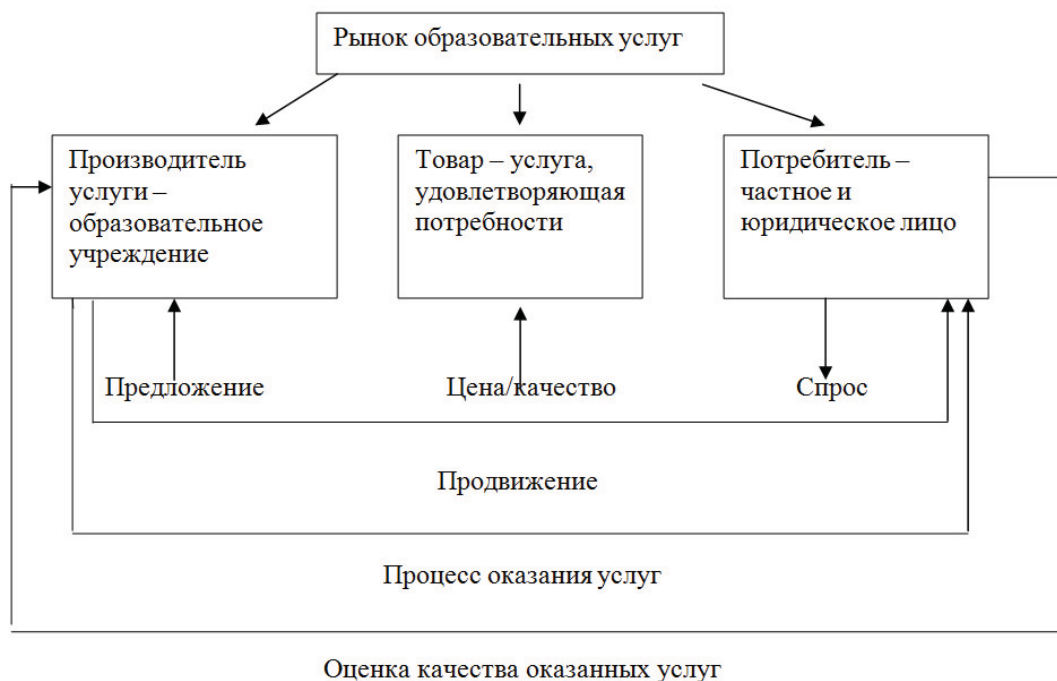 Рынок образовательных услуг
Производитель
услуги –
образовательное
учреждение
Товар – услуга,
удовлетворяющая
потребности
Потребитель –
частное и
юридическое лицо
Предложение
Цена/качество
Спрос
Продвижение
Процесс оказания услуг
Оценка качества оказанных услуг